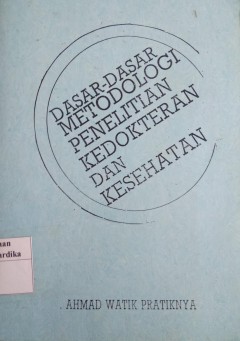 DASAR-DASAR
METODOLOGI
PENELITIAN
KEDOKTERAN
DAN
KESEHATAN
AHMAD WATIK PRATIKNYA